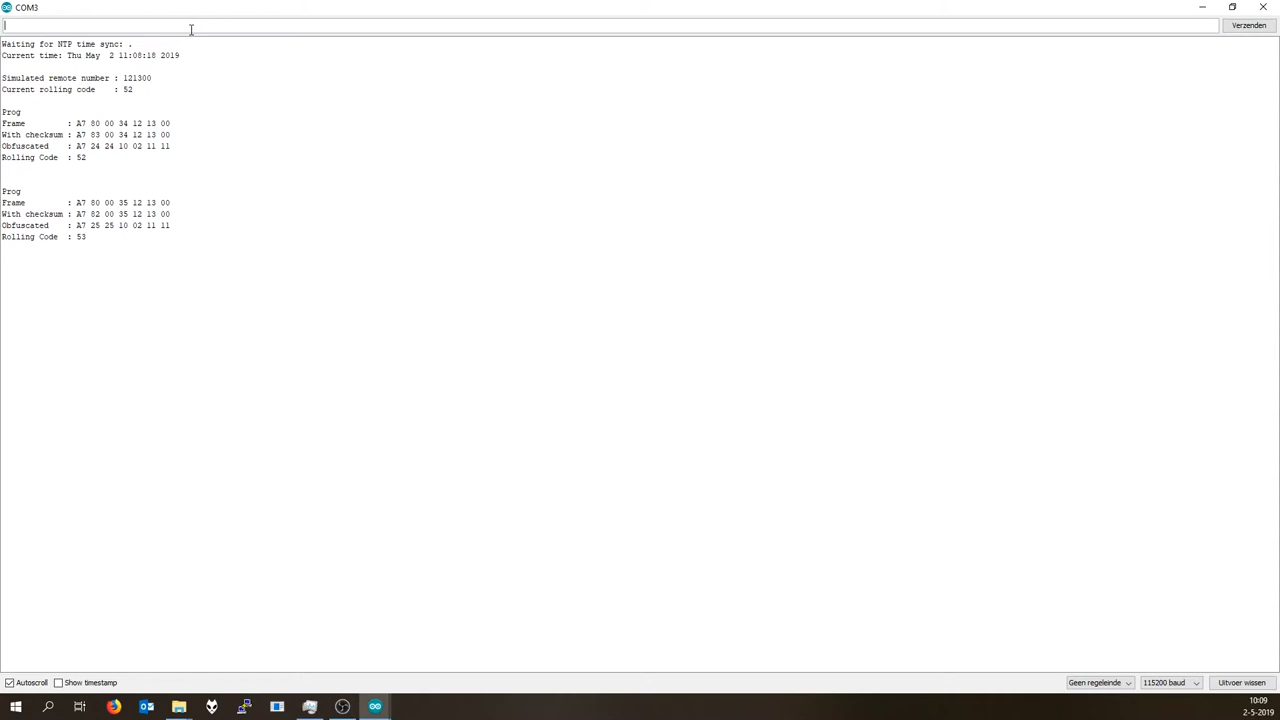 COM3
Verzenden
Waiting for NTP time sync: .
Current time: Thu May  2 11:08:18 2019
Simulated remote number : 121300
Current rolling code    : 52
Prog
Frame         : A7 80 00 34 12 13 00
With checksum : A7 83 00 34 12 13 00
Obfuscated    : A7 24 24 10 02 11 11
Rolling Code  : 52
Prog
Frame         : A7 80 00 35 12 13 00
With checksum : A7 82 00 35 12 13 00
Obfuscated    : A7 25 25 10 02 11 11
Rolling Code  : 53
Autoscroll Show timestamp Geen regeleinde 115200 baud Uitvoer wissen
10:09
2-5-2019